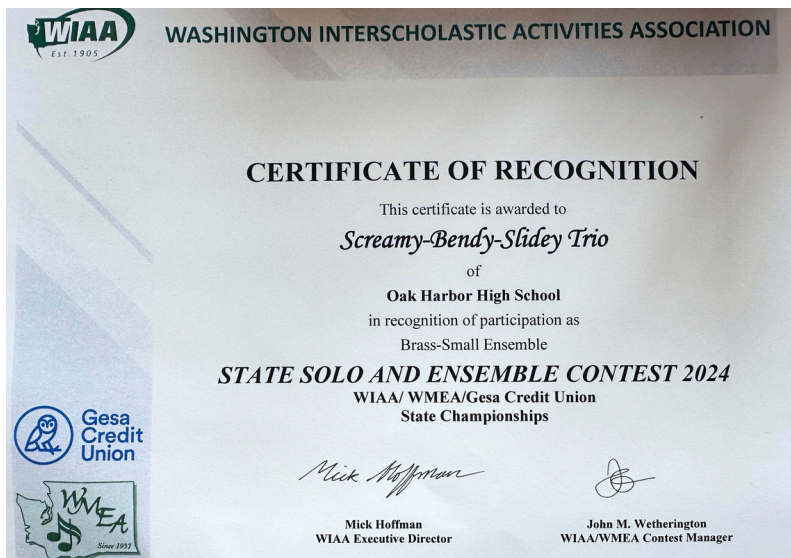 WIAA
Est. 1905
WASHINGTON INTERSCHOLASTIC ACTIVITIES ASSOCIATION
CERTIFICATE OF RECOGNITION
This certificate is awarded to
Screamy-Bendy-Slidey Trio
of
Oak Harbor High School
in recognition of participation as
Brass-Small Ensemble
STATE SOLO AND ENSEMBLE CONTEST 2024
WIAA/ WMEA/Gesa Credit Union
State Championships
Gesa
Credit
Union
WMEA
Since 1937
Mick Hoffman
Mick Hoffman
WIAA Executive Director
John M. Wetherington
WIAA/WMEA Contest Manager